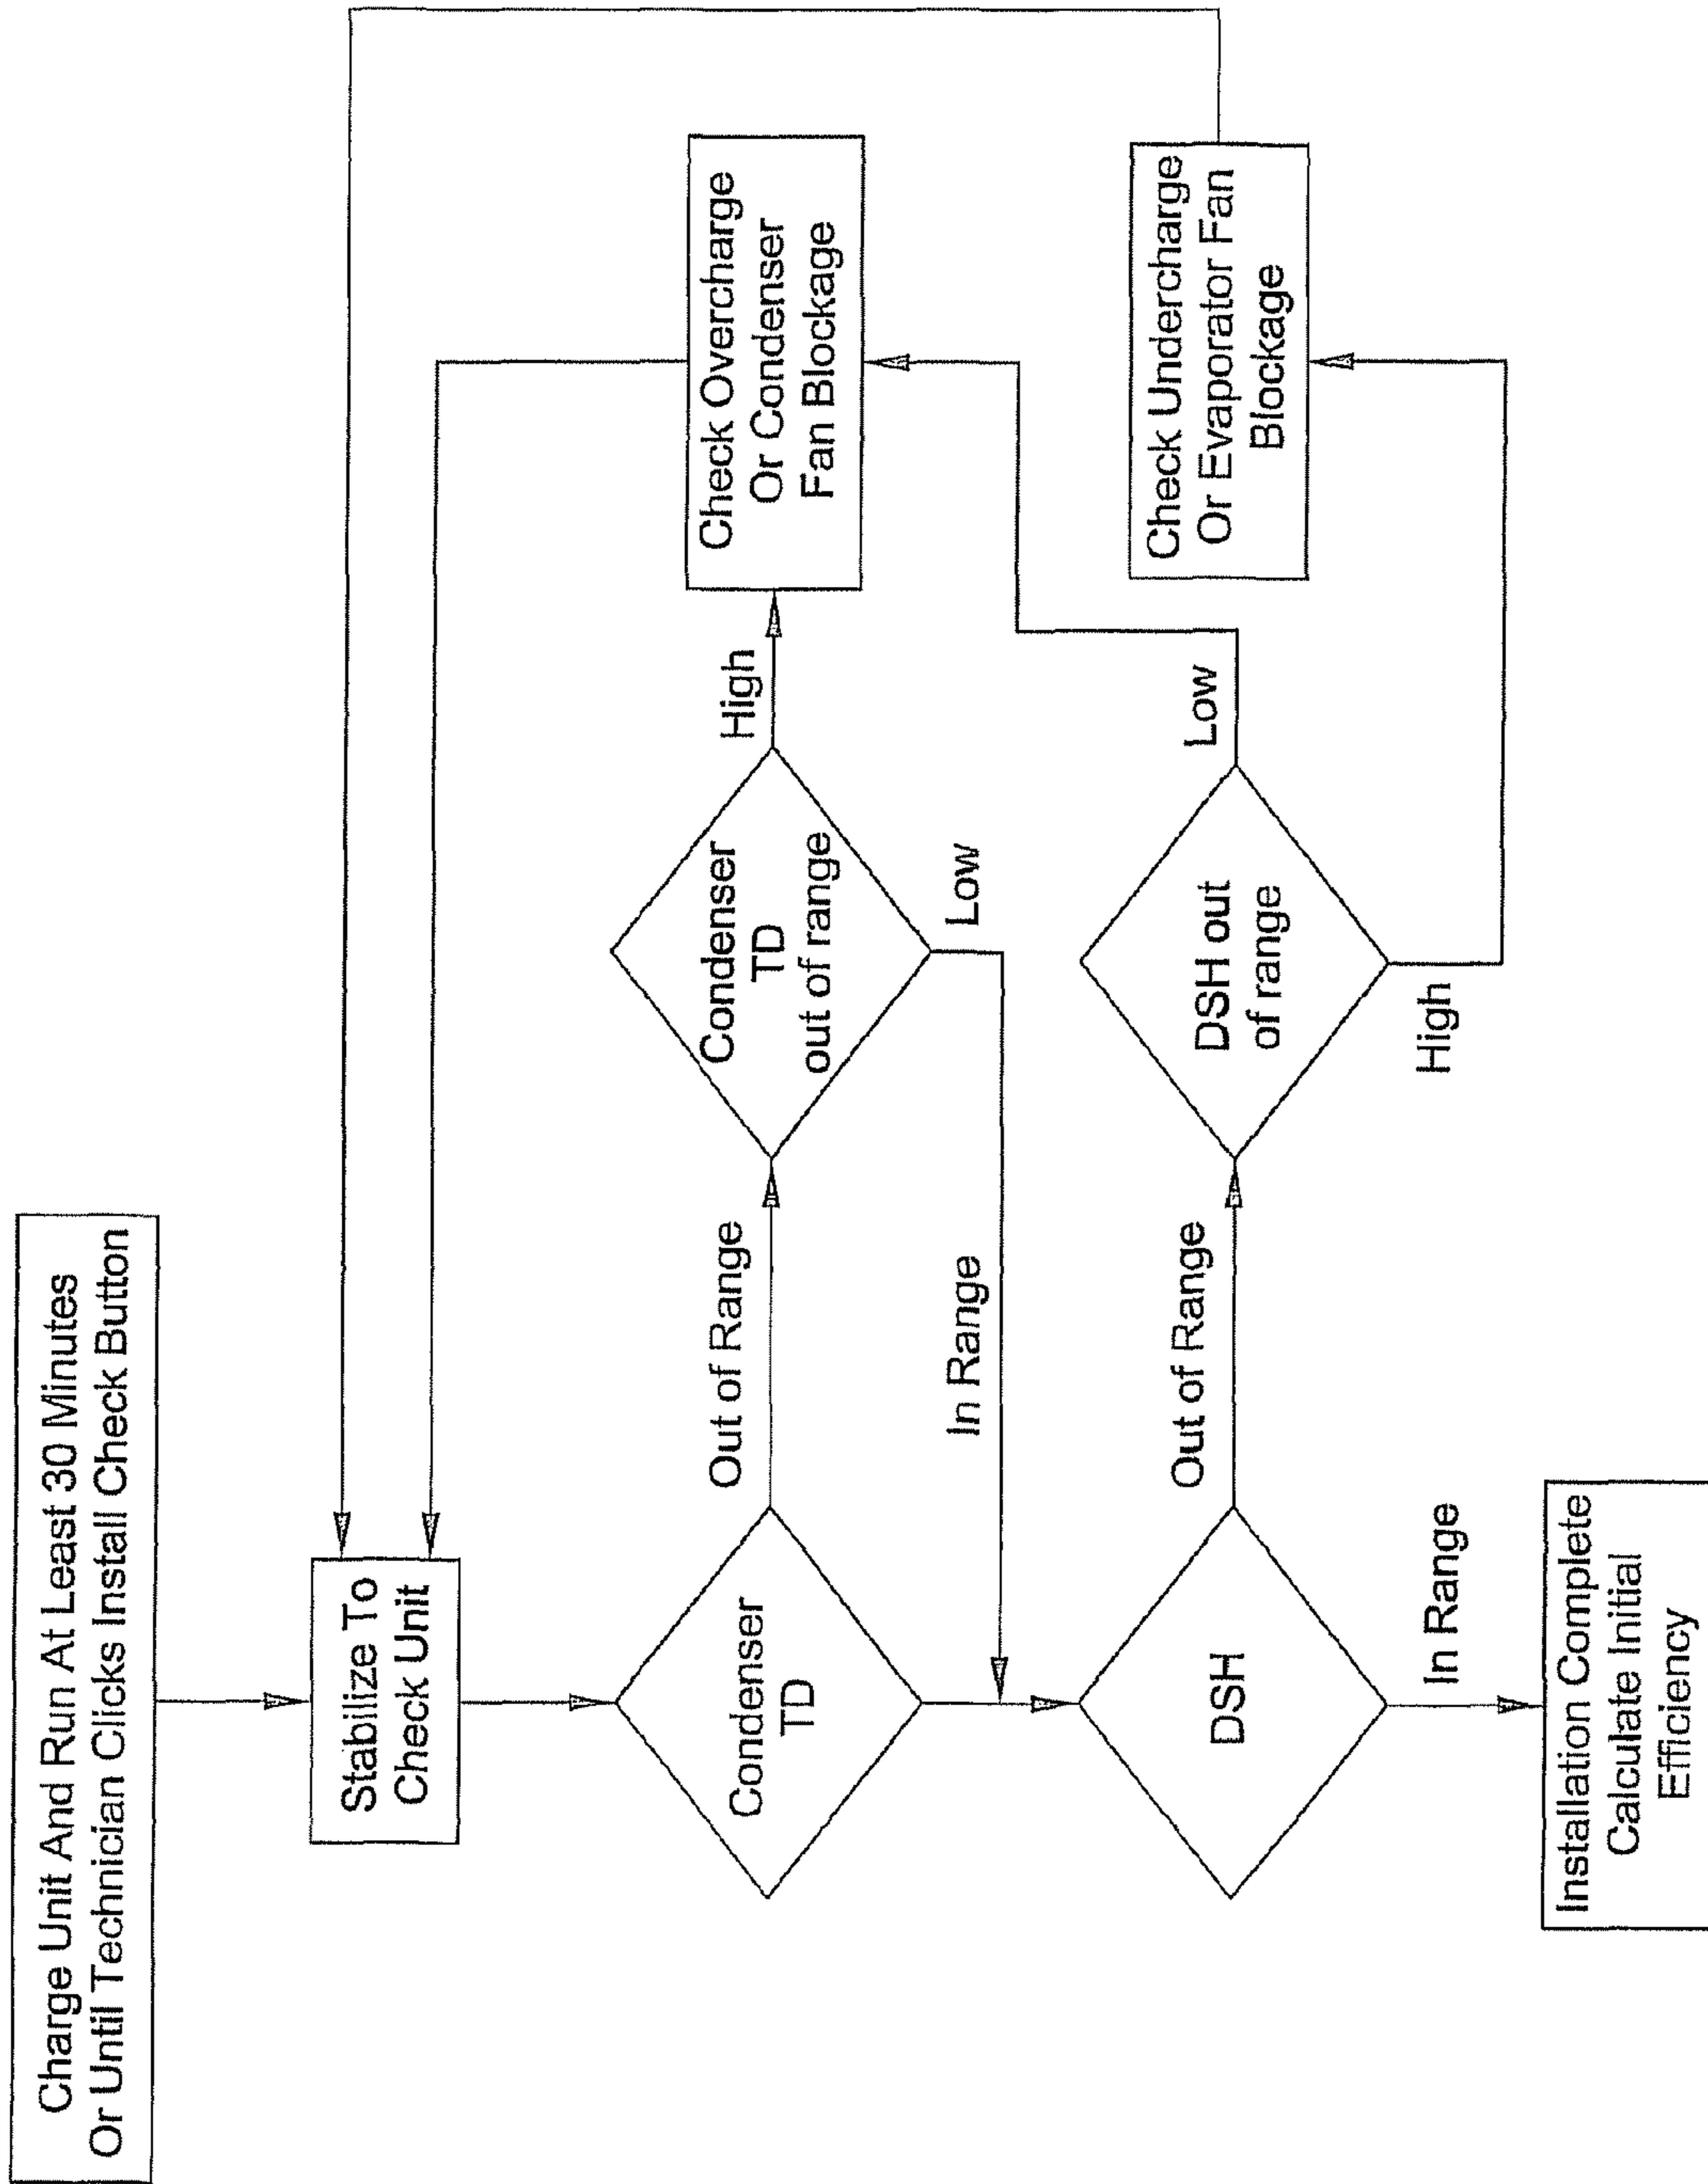 Charge Unit And Run At Least 30 Minutes
Or Until Technician Clicks Install Check Button
Stabilize To
Check Unit
Condenser
TD
Out of Range
Condenser
TD
out of range
High
Check Overcharge
Or Condenser
Fan Blockage
Low
In Range
DSH
Out of Range
DSH out
of range
Low
High
Check Undercharge
Or Evaporator Fan
Blockage
In Range
Installation Complete
Calculate Initial
Efficiency